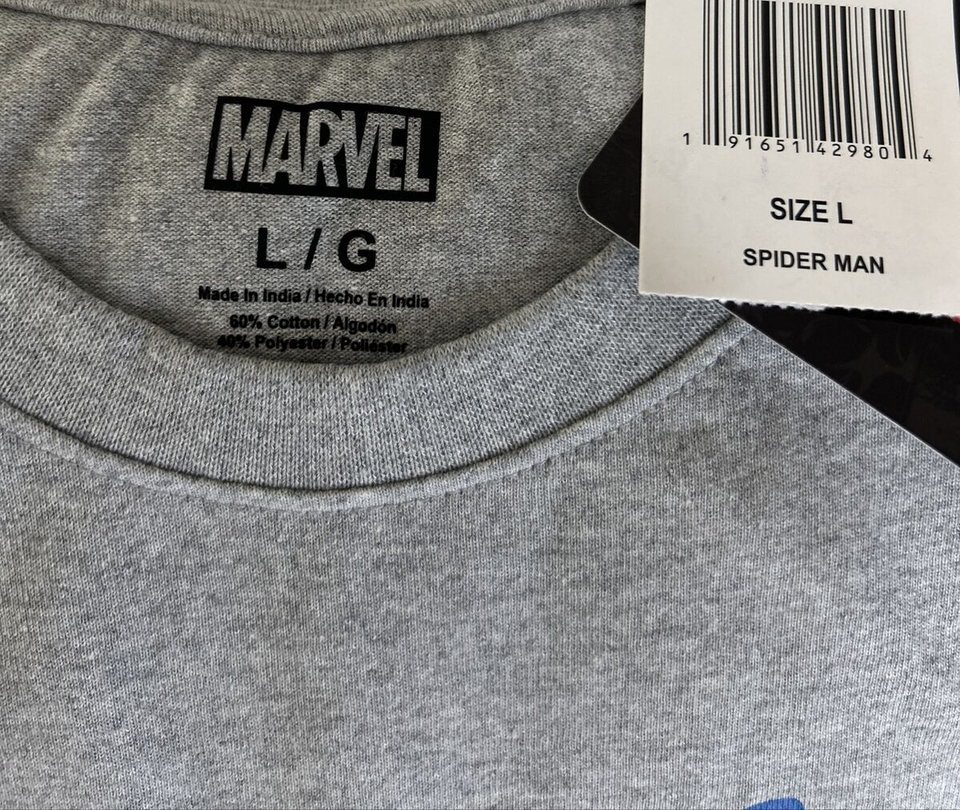 MARVEL
L / G
Made In India / Hecho En India
60% Cotton / Algodón
40% Polyester / Poliéster
1 91651 42980 4
SIZE L
SPIDER MAN